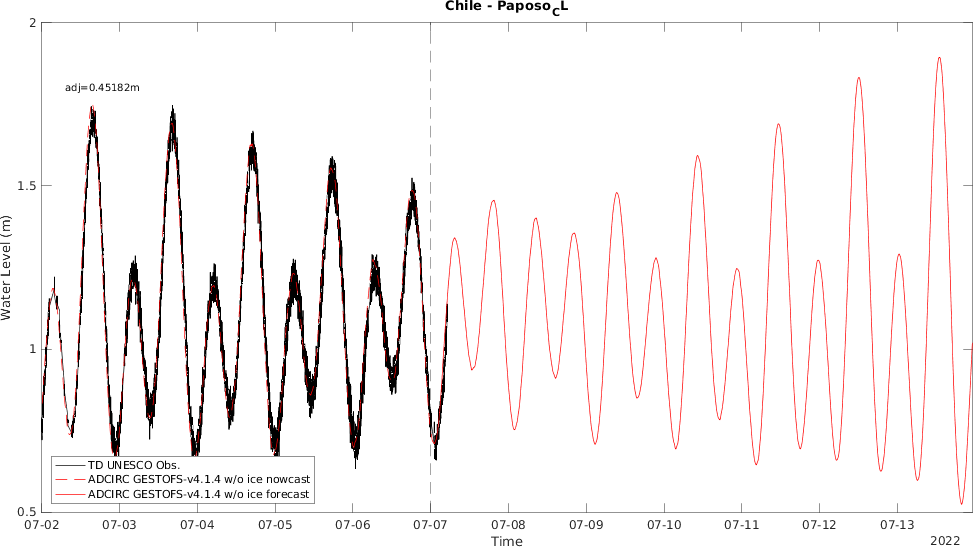 Chile - PaposoCL
2
adj=0.45182m
1.5
Water Level (m)
1
TD UNESCO Obs.
ADCIRC GESTOFS-v4.1.4 w/o ice nowcast
ADCIRC GESTOFS-v4.1.4 w/o ice forecast
0.5
07-02 07-03 07-04 07-05 07-06 07-07 07-08 07-09 07-10 07-11 07-12 07-13
Time
2022